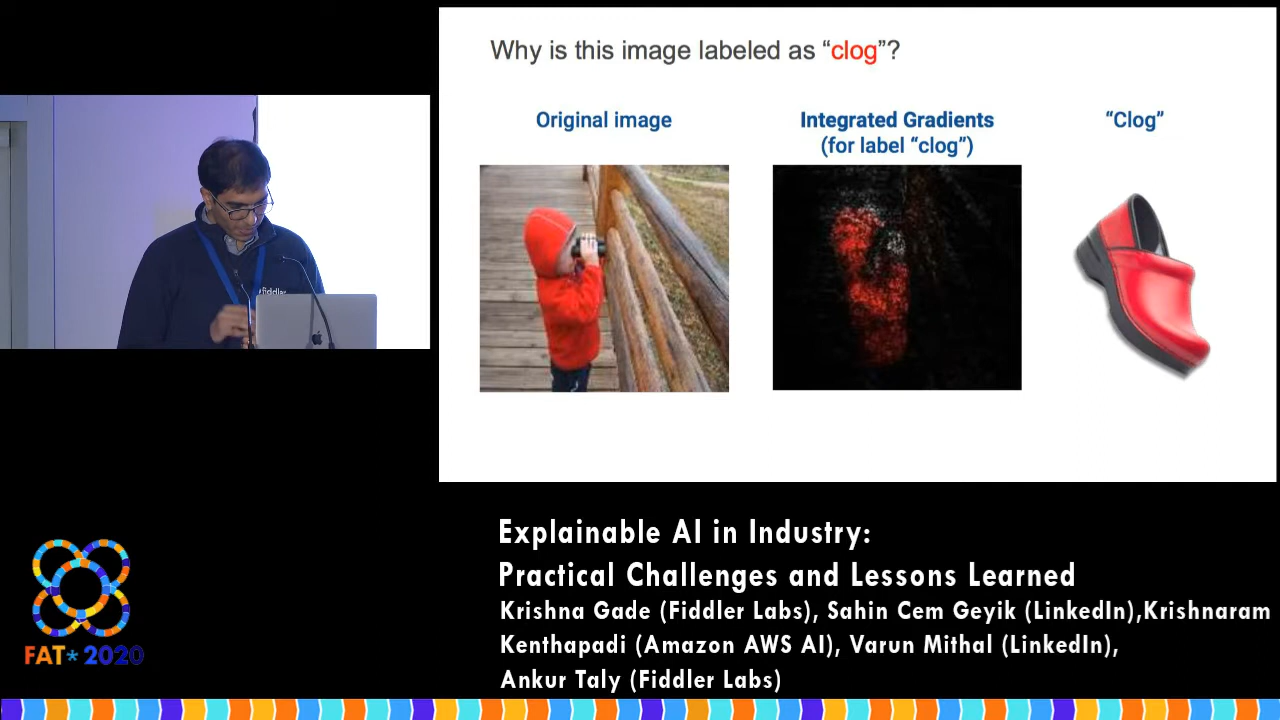 Why is this image labeled as “clog”?
Original image
Integrated Gradients
(for label “clog”)
“Clog”
fiddler
Explainable AI in Industry:
Practical Challenges and Lessons Learned
Krishna Gade (Fiddler Labs), Sahin Cem Geyik (LinkedIn),Krishnaram
Kenthapadi (Amazon AWS AI), Varun Mithal (LinkedIn),
Ankur Taly (Fiddler Labs)
FAT* 2020